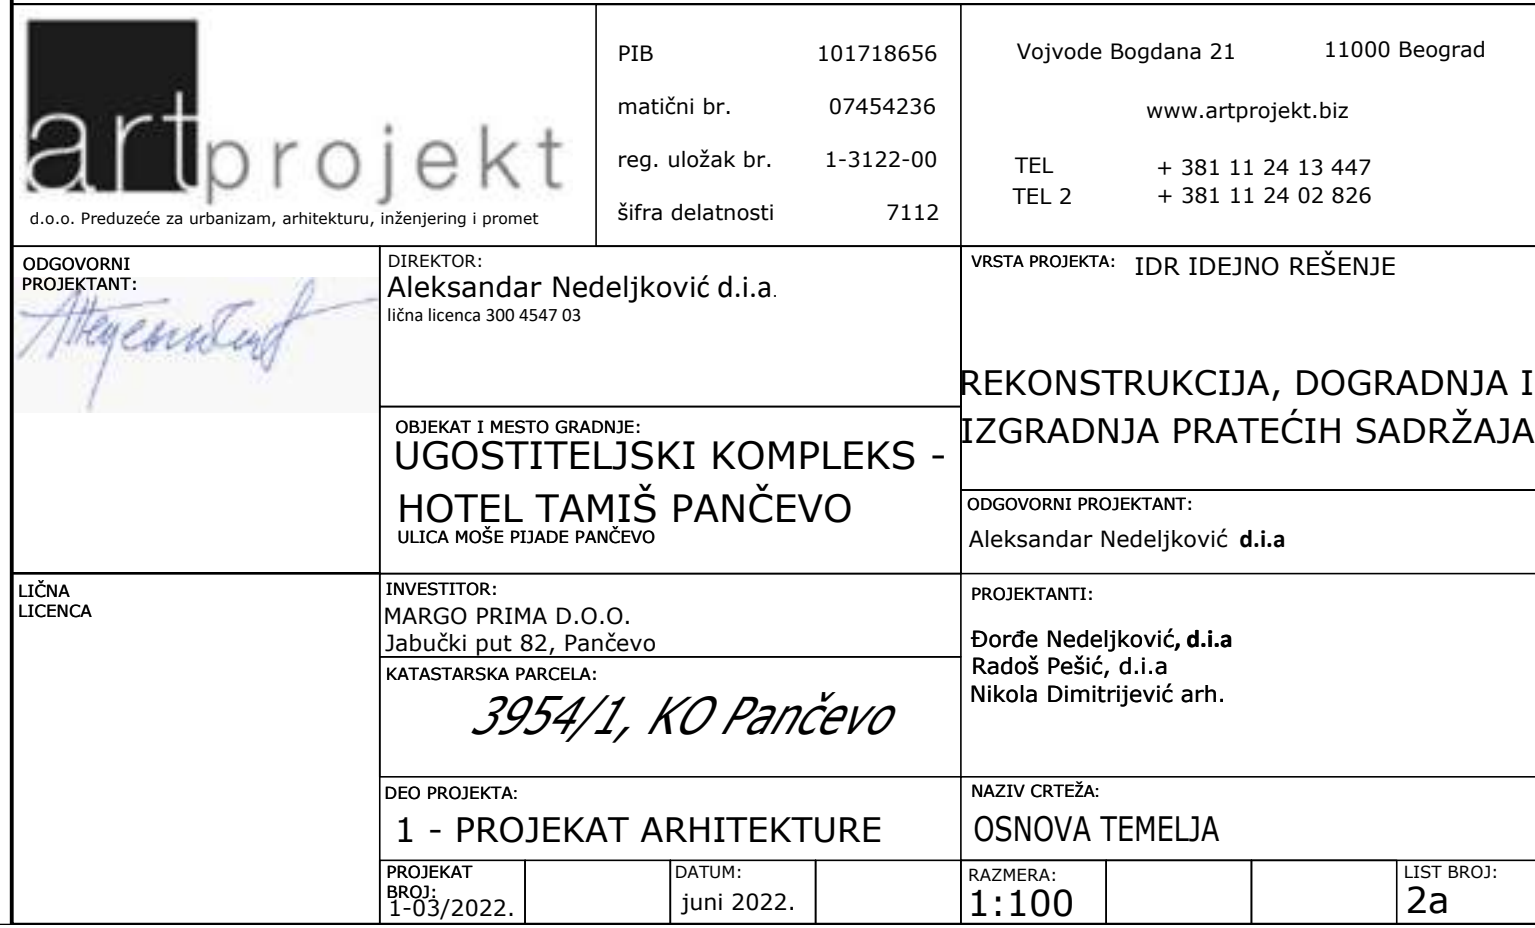 artprojekt
d.o.o. Preduzeće za urbanizam, arhitekturu, inženjering i promet
PIB 101718656
matični br. 07454236
reg. uložak br. 1-3122-00
šifra delatnosti 7112
Vojvode Bogdana 21 11000 Beograd
www.artprojekt.biz
TEL + 381 11 24 13 447
TEL 2 + 381 11 24 02 826
ODGOVORNI
PROJEKTANT:
DIREKTOR:
Aleksandar Nedeljković d.i.a.
lična licenca 300 4547 03
OBJEKAT I MESTO GRADNJE:
UGOSTITELJSKI KOMPLEKS -
HOTEL TAMIŠ PANČEVO
ULICA MOŠE PIJADE PANČEVO
VRSTA PROJEKTA: IDR IDEJNO REŠENJE
REKONSTRUKCIJA, DOGRADNJA I
IZGRADNJA PRATEĆIH SADRŽAJA
ODGOVORNI PROJEKTANT:
Aleksandar Nedeljković d.i.a
LIČNA
LICENCA
INVESTITOR:
MARGO PRIMA D.O.O.
Jabučki put 82, Pančevo
KATASTARSKA PARCELA:
3954/1, KO Pančevo
PROJEKTANTI:
Đorđe Nedeljković, d.i.a
Radoš Pešić, d.i.a
Nikola Dimitrijević arh.
DEO PROJEKTA:
1 - PROJEKAT ARHITEKTURE
NAZIV CRTEŽA:
OSNOVA TEMELJA
PROJEKAT
BROJ:
1-03/2022.
DATUM:
juni 2022.
RAZMERA:
1:100
LIST BROJ:
2a